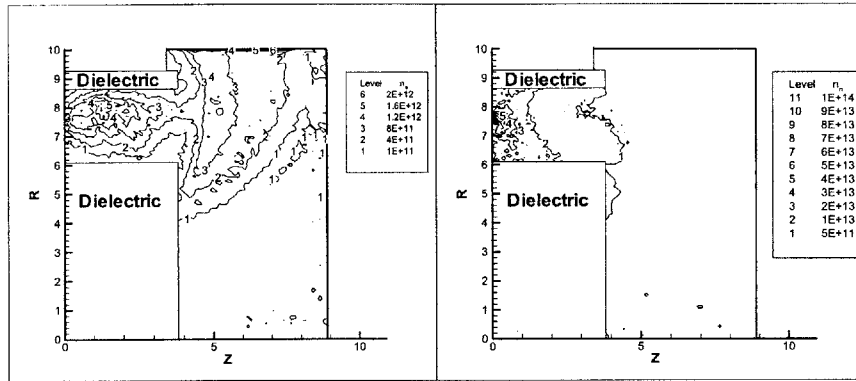 10
9
8
7
6
5
4
3
2
1
0
R
Dielectric
Dielectric
4 5 6
0 5 10
Z
Level n
6 2E+12
5 1.6E+12
4 1.2E+12
3 8E+11
2 4E+11
1 1E+11
10
9
8
7
6
5
4
3
2
1
0
R
Dielectric
Dielectric
0 5 10
Z
Level n
11 1E+14
10 9E+13
9 8E+13
8 7E+13
7 6E+13
6 5E+13
5 4E+13
4 3E+13
3 2E+13
2 1E+13
1 5E+11